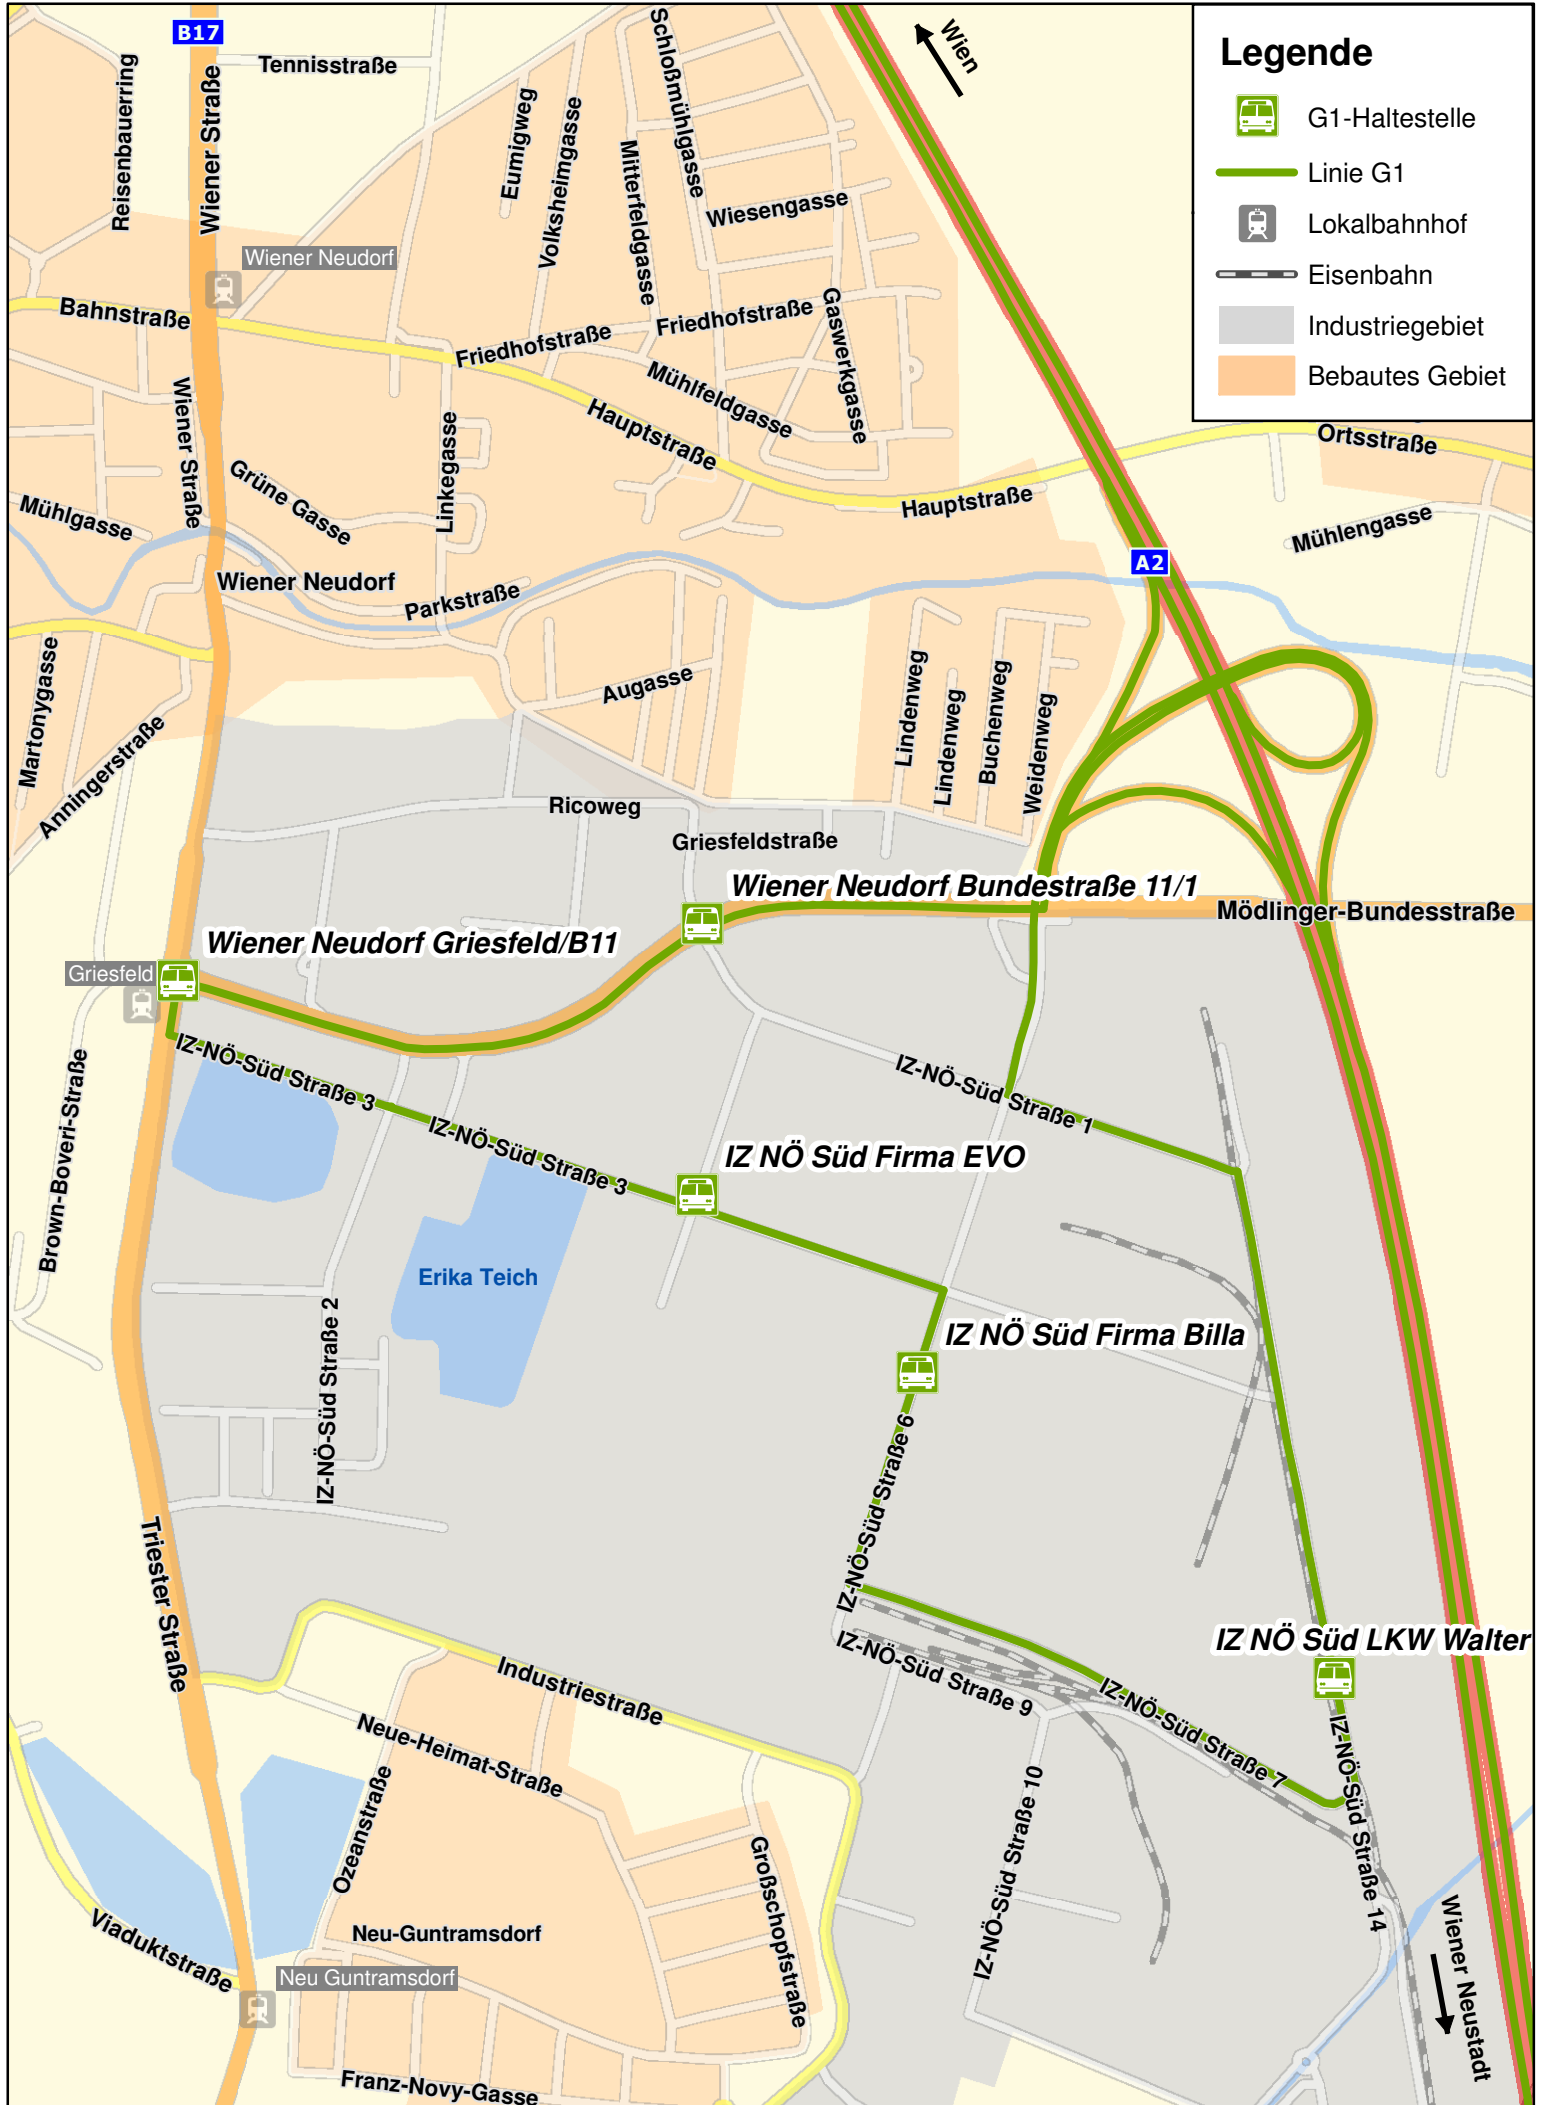 B17
Tennisstraße
Reisenbauerring
Wiener Straße
Eumigweg
Volksheimgasse
Schloßmühlgasse
Mitterfeldgasse
Wiesengasse
Wien
Legende
G1-Haltestelle
Linie G1
Lokalbahnhof
Eisenbahn
Industriegebiet
Bebautes Gebiet
Wiener Neudorf
Bahnstraße
Friedhofstraße
Friedhofstraße
Gaswerkgasse
Mühlfeldgasse
Hauptstraße
Wiener Straße
Linkegasse
Grüne Gasse
Mühlgasse
Hauptstraße
Ortsstraße
Mühlengasse
A2
Wiener Neudorf
Parkstraße
Martonygasse
Anningerstraße
Augasse
Lindenweg
Lindenweg
Buchenweg
Weidenweg
Ricoweg
Griesfeldstraße
Wiener Neudorf Bundestraße 11/1
Mödlinger-Bundesstraße
Wiener Neudorf Griesfeld/B11
Griesfeld
IZ-NÖ-Süd Straße 3
IZ-NÖ-Süd Straße 3
IZ-NÖ-Süd Straße 1
Brown-Boveri-Straße
IZ NÖ Süd Firma EVO
Erika Teich
IZ NÖ Süd Firma Billa
IZ-NÖ-Süd Straße 2
IZ-NÖ-Süd Straße 6
Triester Straße
IZ NÖ Süd LKW Walter
IZ-NÖ-Süd Straße 9
IZ-NÖ-Süd Straße 7
IZ-NÖ-Süd Straße 14
IZ-NÖ-Süd Straße 10
Industriestraße
Neue-Heimat-Straße
Ozeanstraße
Großschopfstraße
Viaduktstraße
Neu-Guntramsdorf
Neu Guntramsdorf
Wiener Neustadt
Franz-Novy-Gasse